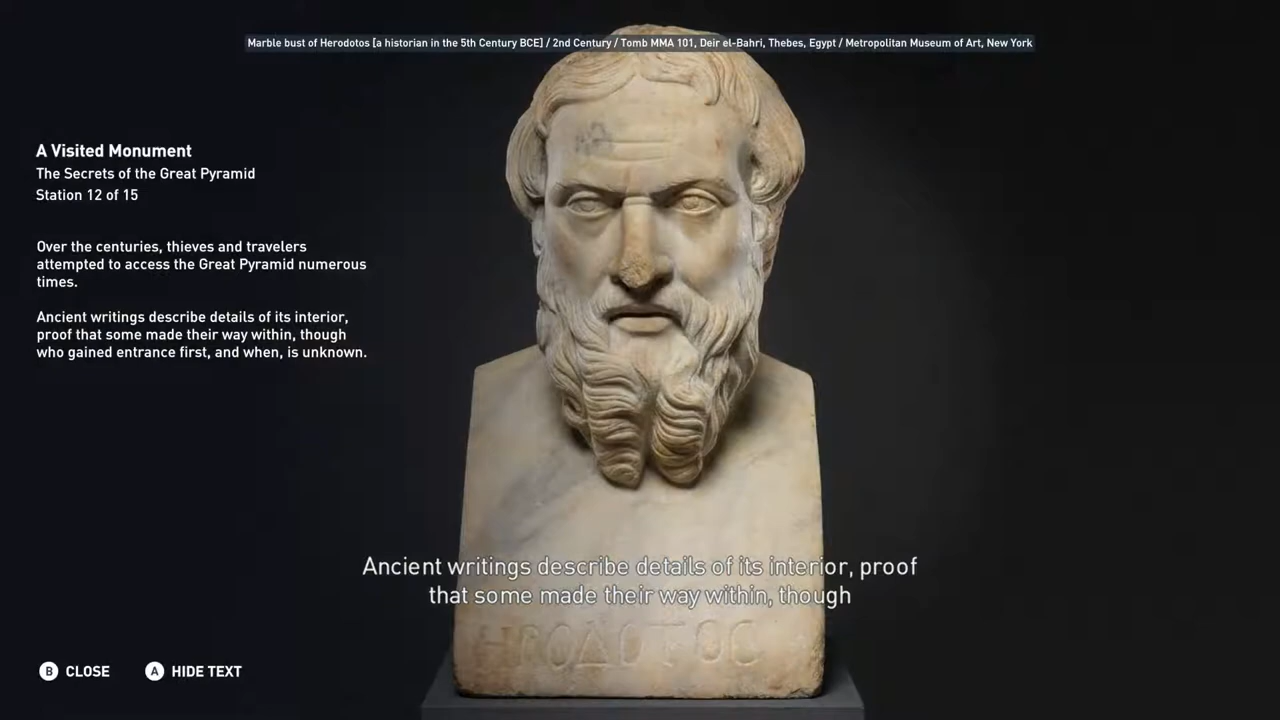 Marble bust of Herodotos [a historian in the 5th Century BCE] / 2nd Century / Tomb MMA 101, Deir el-Bahri, Thebes, Egypt / Metropolitan Museum of Art, New York
A Visited Monument
The Secrets of the Great Pyramid
Station 12 of 15
Over the centuries, thieves and travelers
attempted to access the Great Pyramid numerous
times.
Ancient writings describe details of its interior,
proof that some made their way within, though
who gained entrance first, and when, is unknown.
Ancient writings describe details of its interior, proof
that some made their way within, though
ΗΡΟΔΟΤΟC
B CLOSE A HIDE TEXT